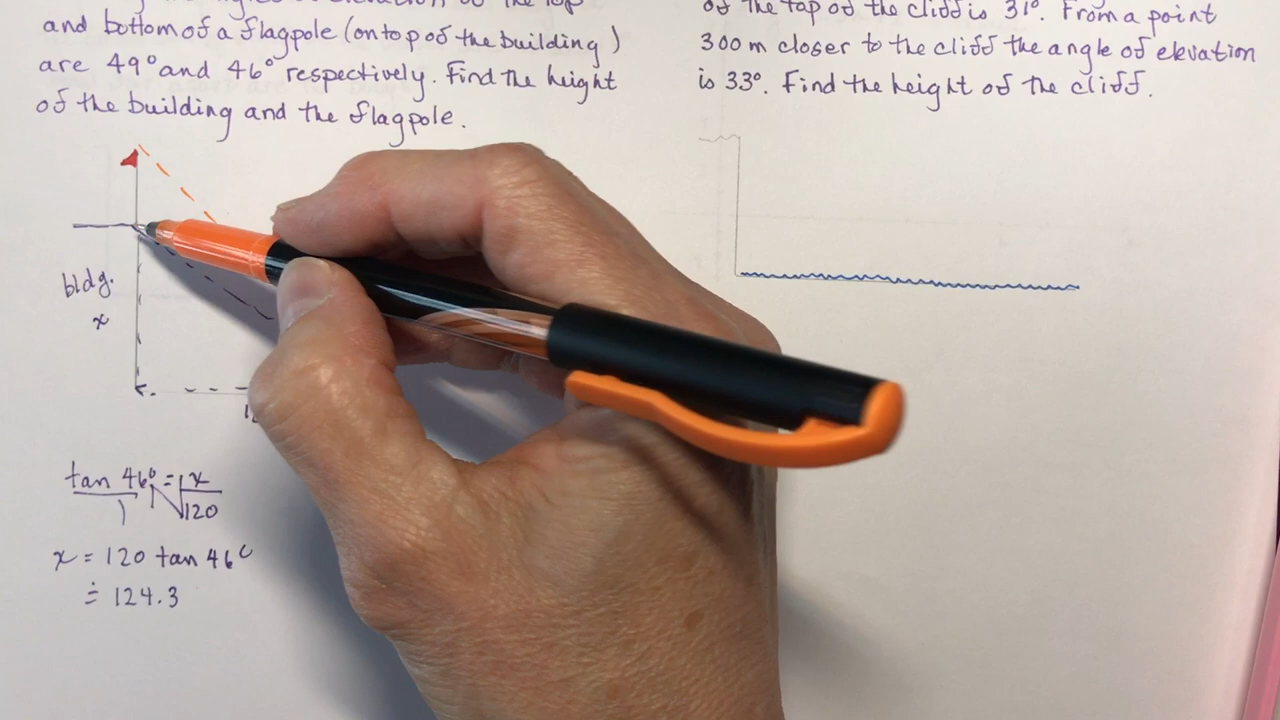 and bottom of a flagpole (on top of the building)
are 49° and 46° respectively. Find the height
of the building and the flagpole.
of the top of the cliff is 31°. From a point
300 m closer to the cliff the angle of elevation
is 33°. Find the height of the cliff.
bldg.
x
tan 46° = x
1 120
x = 120 tan 46°
≐ 124.3